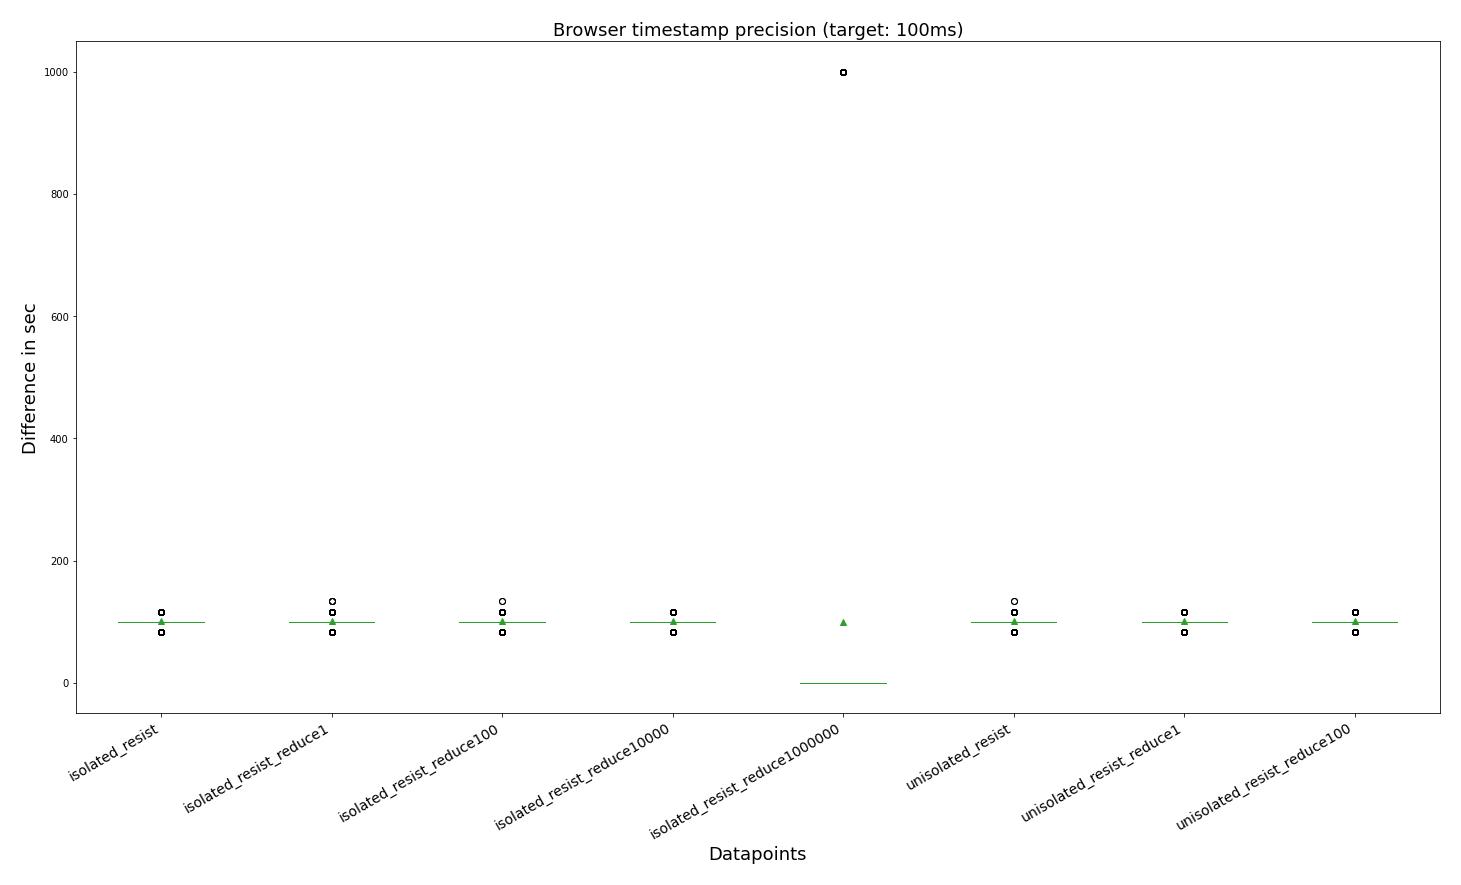 Browser timestamp precision (target: 100ms)
1000
800
600
400
200
0
Difference in sec
isolated_resist
isolated_resist_reduce1
isolated_resist_reduce100
isolated_resist_reduce10000
isolated_resist_reduce1000000
unisolated_resist
unisolated_resist_reduce1
unisolated_resist_reduce100
Datapoints